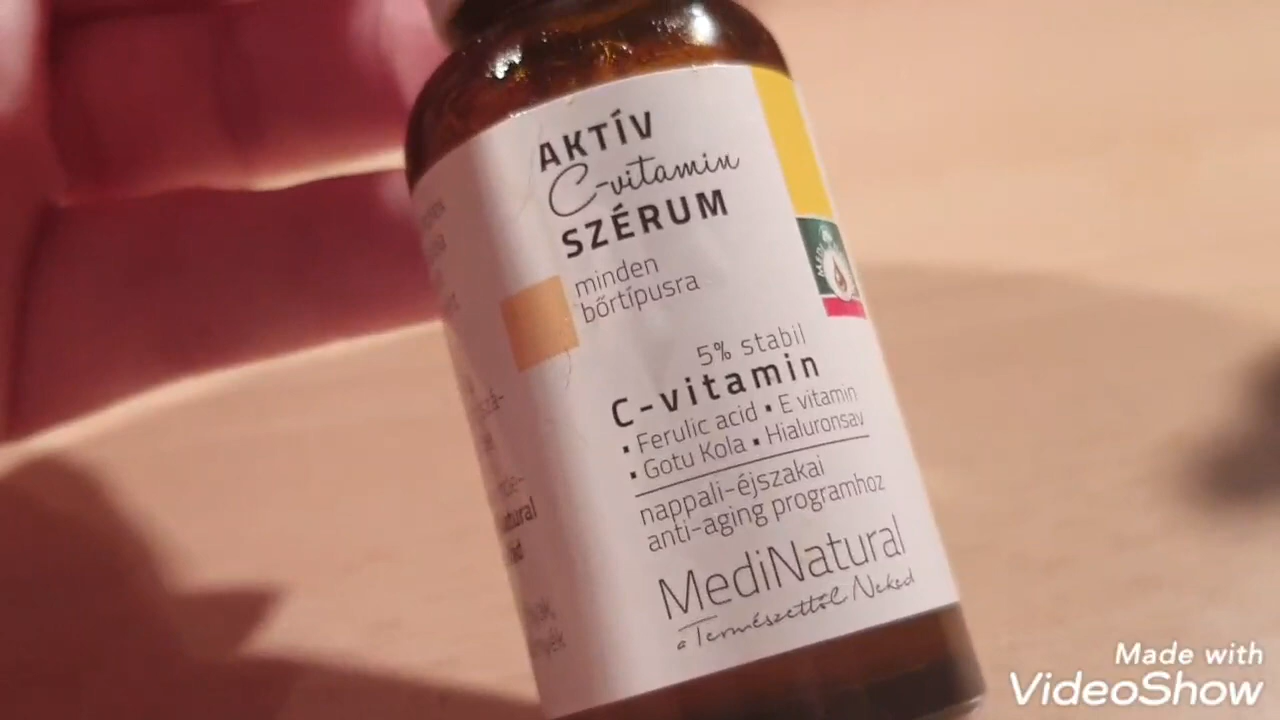 AKTÍV
C-vitamin
SZÉRUM
minden
bőrtípusra
5% stabil
C-vitamin
▪ Ferulic acid ▪ E vitamin
▪ Gotu Kola ▪ Hialuronsav
nappali-éjszakai
anti-aging programhoz
MediNatural
a Természettől Neked
Made with
VideoShow